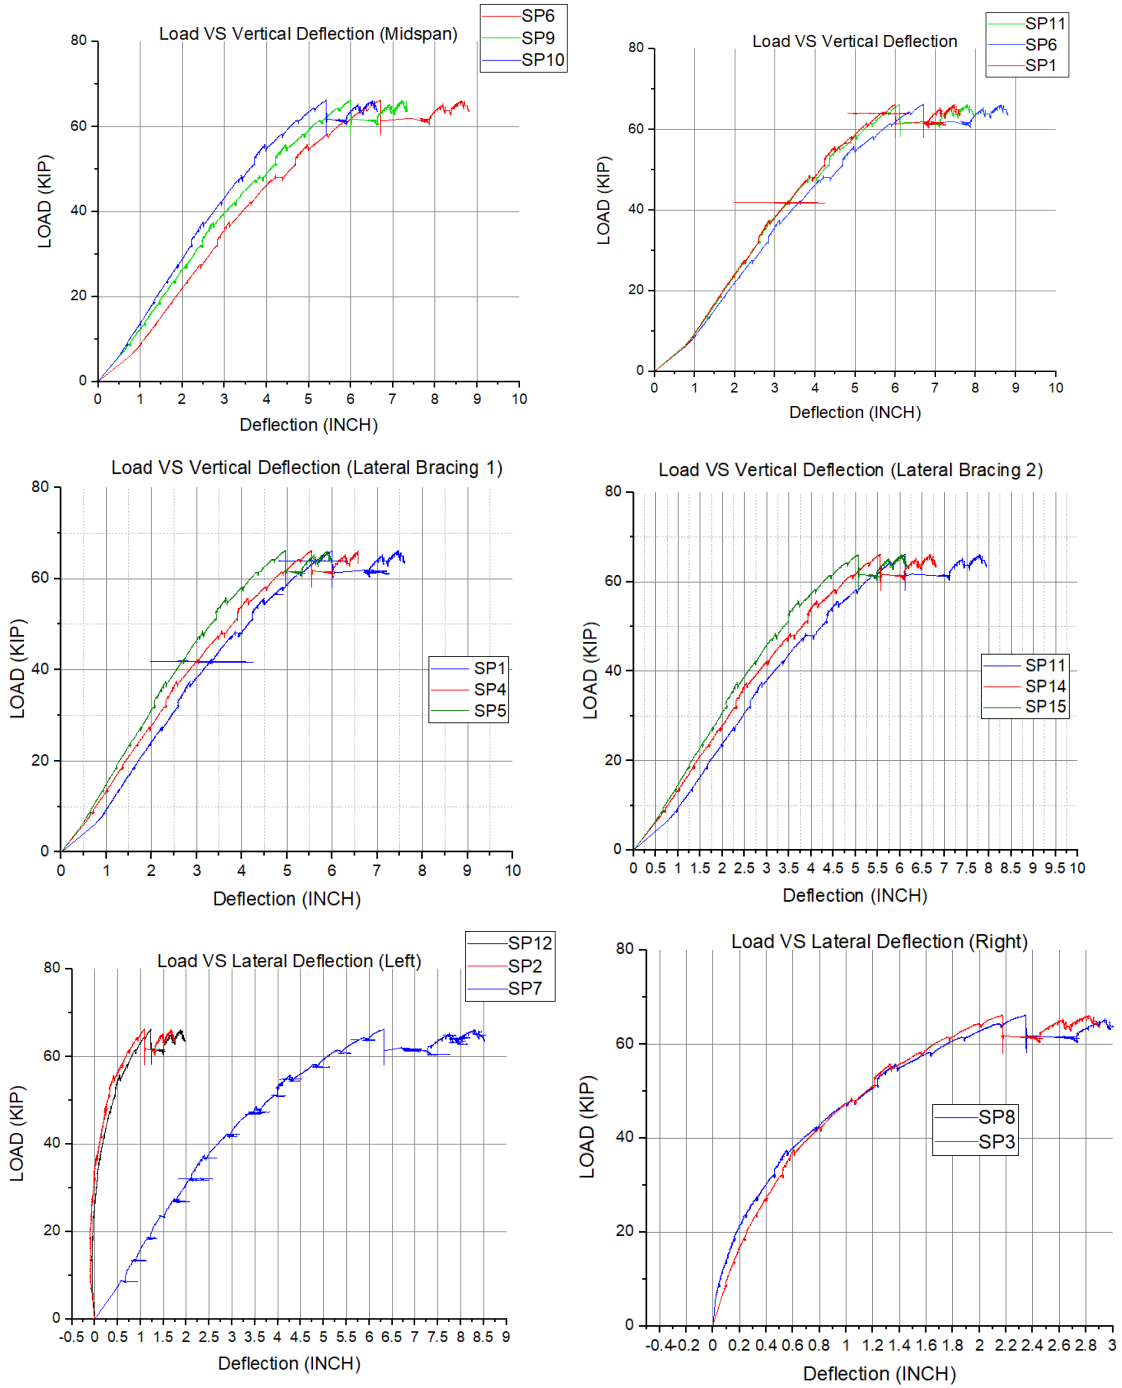 Load VS Vertical Deflection (Midspan)
SP6
SP9
SP10
80
60
40
20
0
LOAD (KIP)
0 1 2 3 4 5 6 7 8 9 10
Deflection (INCH)
Load VS Vertical Deflection
SP11
SP6
SP1
80
60
40
20
0
LOAD (KIP)
0 1 2 3 4 5 6 7 8 9 10
Deflection (INCH)
Load VS Vertical Deflection (Lateral Bracing 1)
80
60
40
20
0
LOAD (KIP)
SP1
SP4
SP5
0 1 2 3 4 5 6 7 8 9 10
Deflection (INCH)
Load VS Vertical Deflection (Lateral Bracing 2)
80
60
40
20
0
LOAD (KIP)
SP11
SP14
SP15
0 0.5 1 1.5 2 2.5 3 3.5 4 4.5 5 5.5 6 6.5 7 7.5 8 8.5 9 9.5 10
Deflection (INCH)
Load VS Lateral Deflection (Left)
SP12
SP2
SP7
80
60
40
20
0
LOAD (KIP)
-0.5 0 0.5 1 1.5 2 2.5 3 3.5 4 4.5 5 5.5 6 6.5 7 7.5 8 8.5 9
Deflection (INCH)
Load VS Lateral Deflection (Right)
80
60
40
20
0
LOAD (KIP)
SP8
SP3
-0.4 -0.2 0 0.2 0.4 0.6 0.8 1 1.2 1.4 1.6 1.8 2 2.2 2.4 2.6 2.8 3
Deflection (INCH)